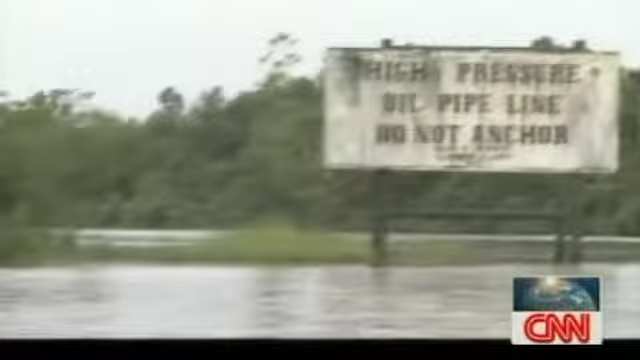 HIGH PRESSURE
OIL PIPE LINE
DO NOT ANCHOR
CNN